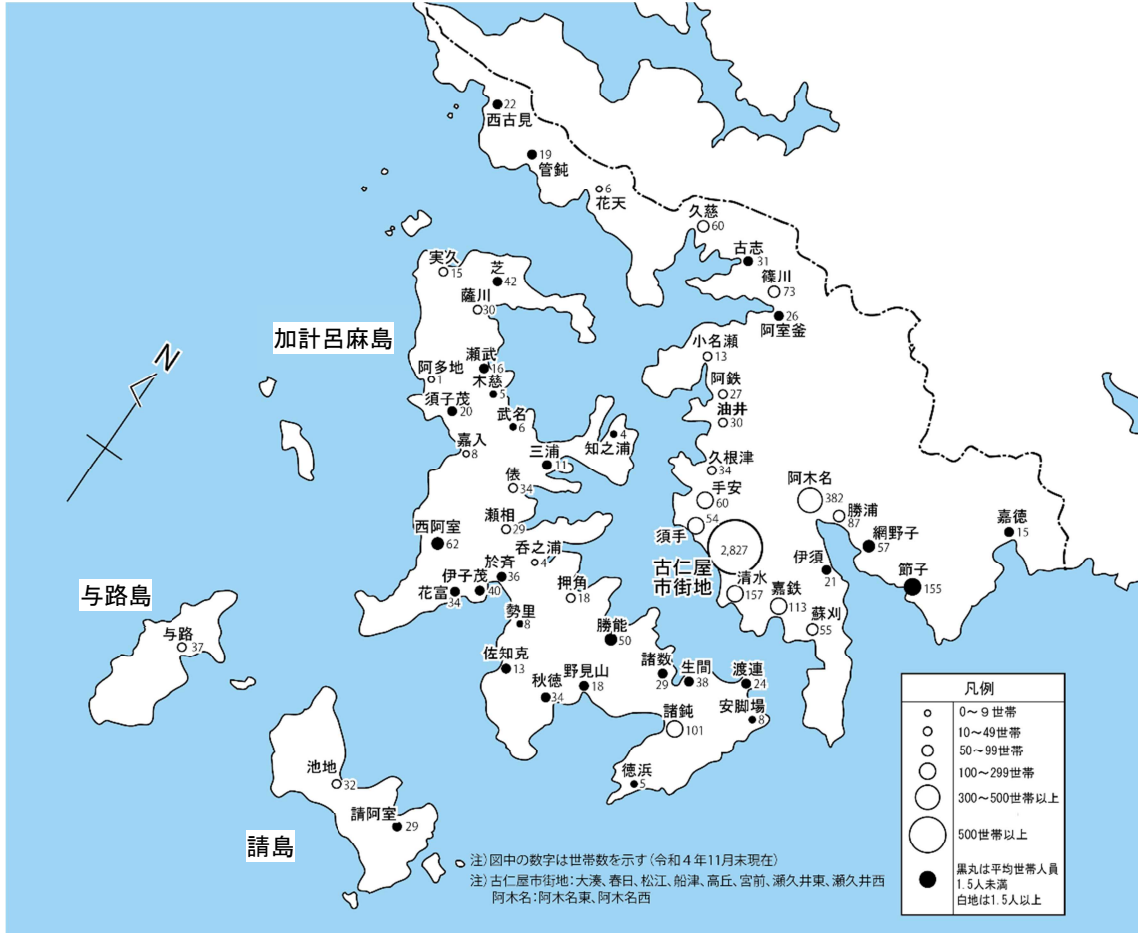 22
西古見
19
管鈍
6
花天
久慈
60
古志
31
篠川
73
26
阿室釜
実久
15
芝
42
薩川
30
加計呂麻島
N
小名瀬
13
瀬武
16
阿多地
1
木慈
5
阿鉄
27
須子茂
20
油井
30
武名
6
4
知之浦
嘉入
8
三浦
11
久根津
34
俵
34
手安
60
阿木名
382
勝浦
87
瀬相
29
54
須手
嘉徳
15
西阿室
62
呑之浦
4
2,827
古仁屋
市街地
網野子
57
伊須
21
於斉
36
伊子茂
40
花富
34
押角
18
清水
157
嘉鉄
113
節子
155
与路島
勢里
8
蘇刈
55
与路
37
勝能
50
佐知克
13
野見山
18
秋徳
34
諸数
29
生間
38
渡連
24
安脚場
8
諸鈍
101
池地
32
徳浜
5
請阿室
29
請島
凡例
0～9世帯
10～49世帯
50～99世帯
100～299世帯
300～500世帯以上
500世帯以上
黒丸は平均世帯人員
1.5人未満
白地は1.5人以上
注）図中の数字は世帯数を示す（令和４年11月末現在）
注）古仁屋市街地：大湊、春日、松江、船津、高丘、宮前、瀬久井東、瀬久井西
阿木名：阿木名東、阿木名西